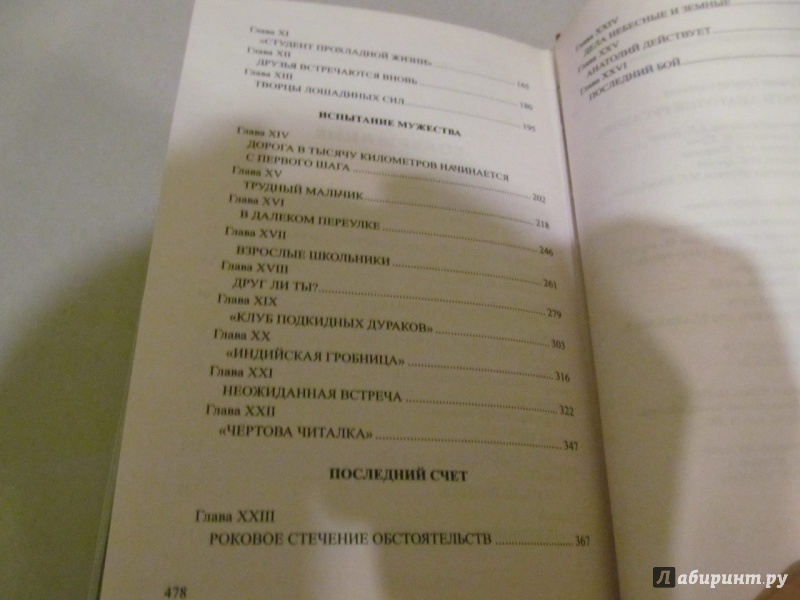 Глава XI
«СТУДЕНТ ПРОХЛАДНОЙ ЖИЗНИ» 165
Глава XII
ДРУЗЬЯ ВСТРЕЧАЮТСЯ ВНОВЬ 180
Глава XIII
ТВОРЦЫ ЛОШАДИНЫХ СИЛ 195
ИСПЫТАНИЕ МУЖЕСТВА
Глава XIV
ДОРОГА В ТЫСЯЧУ КИЛОМЕТРОВ НАЧИНАЕТСЯ
С ПЕРВОГО ШАГА 202
Глава XV
ТРУДНЫЙ МАЛЬЧИК 218
Глава XVI
В ДАЛЕКОМ ПЕРЕУЛКЕ 246
Глава XVII
ВЗРОСЛЫЕ ШКОЛЬНИКИ 261
Глава XVIII
ДРУГ ЛИ ТЫ? 279
Глава XIX
«КЛУБ ПОДКИДНЫХ ДУРАКОВ» 303
Глава XX
«ИНДИЙСКАЯ ГРОБНИЦА» 316
Глава XXI
НЕОЖИДАННАЯ ВСТРЕЧА 322
Глава XXII
«ЧЕРТОВА ЧИТАЛКА» 347
ПОСЛЕДНИЙ СЧЕТ
Глава XXIII
РОКОВОЕ СТЕЧЕНИЕ ОБСТОЯТЕЛЬСТВ 367
478
Глава XXIV
ДЕЛА НЕБЕСНЫЕ И ЗЕМНЫЕ
Глава XXV
АНАТОЛИЙ ДЕЙСТВУЕТ
Глава XXVI
ПОСЛЕДНИЙ БОЙ
Лабиринт.ру